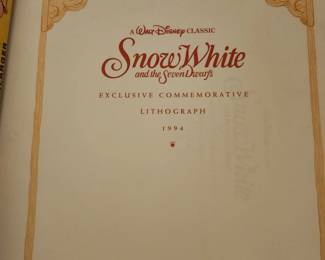 A Walt Disney CLASSIC
Snow White
and the Seven Dwarfs
EXCLUSIVE COMMEMORATIVE
LITHOGRAPH
1994